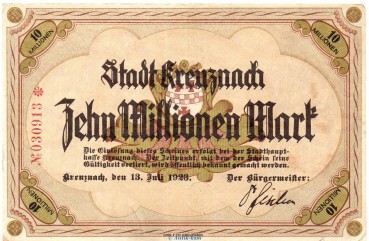 10
MILLIONEN
10
MILLIONEN
Stadt Kreuznach
Zehn Millionen Mark
№030913 *
Die Einlösung dieses Scheines erfolgt bei der Stadthaupt-
kasse Kreuznach. Der Zeitpunkt, mit dem der Schein seine
Gültigkeit verliert, wird öffentlich bekannt gemacht werden.
Kreuznach, den 13. Juli 1923. Der Bürgermeister:
10
MILLIONEN
10
MILLIONEN